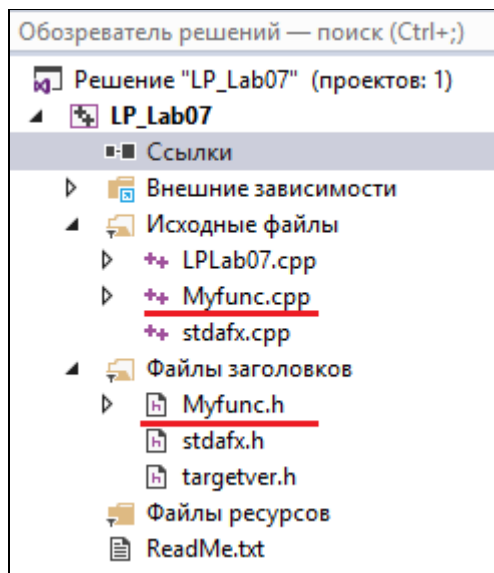 Обозреватель решений — поиск (Ctrl+;)
Решение "LP_Lab07" (проектов: 1)
LP_Lab07
Ссылки
Внешние зависимости
Исходные файлы
LPLab07.cpp
Myfunc.cpp
stdafx.cpp
Файлы заголовков
Myfunc.h
stdafx.h
targetver.h
Файлы ресурсов
ReadMe.txt